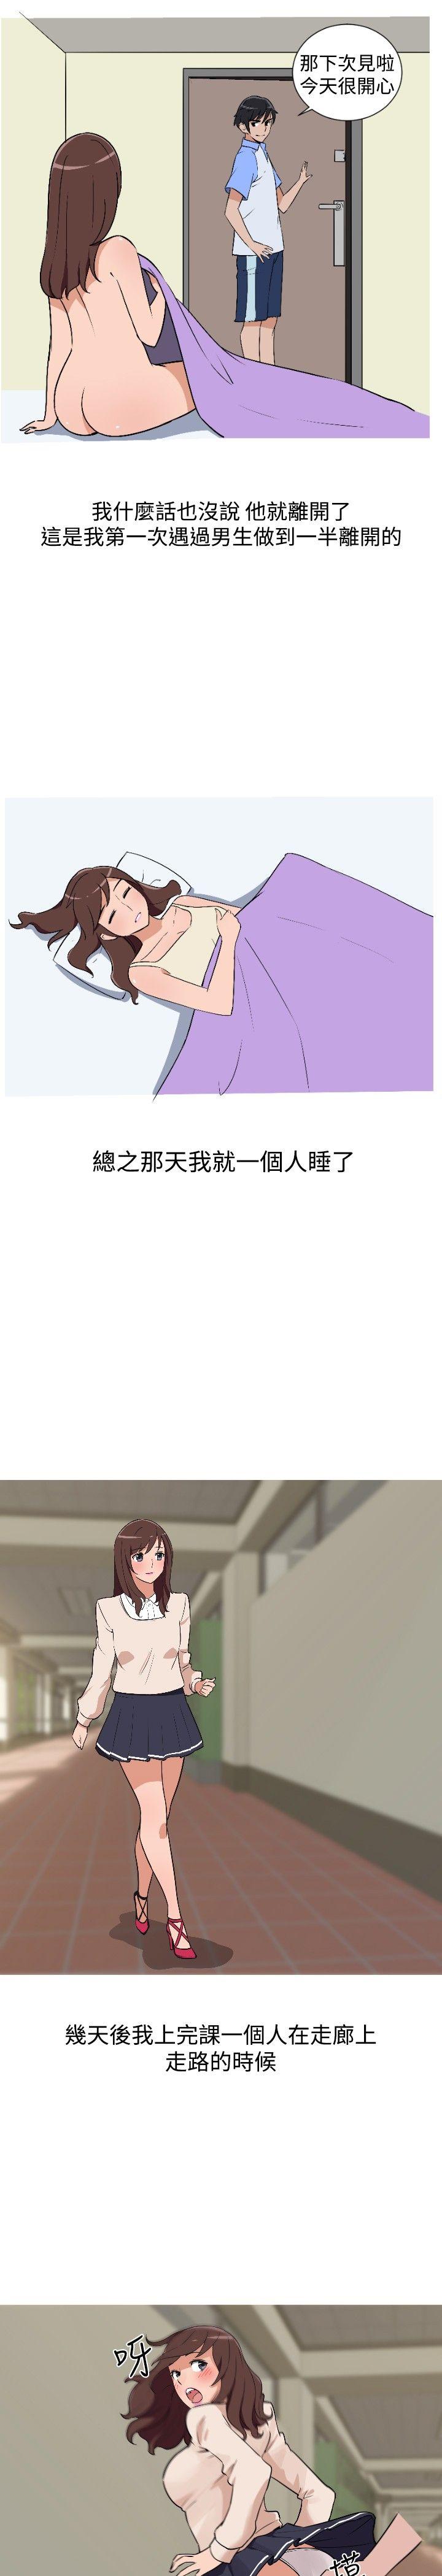 那下次見啦
今天很開心
我什麼話也沒說 他就離開了
這是我第一次遇過男生做到一半離開的
總之那天我就一個人睡了
幾天後我上完課一個人在走廊上
走路的時候
呀